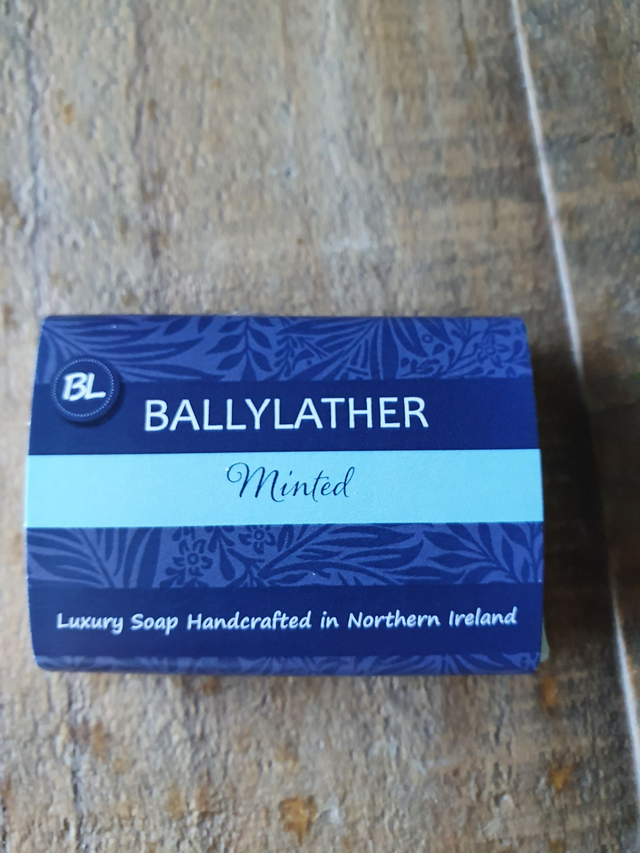 BL
BALLYLATHER
Minted
Luxury Soap Handcrafted in Northern Ireland